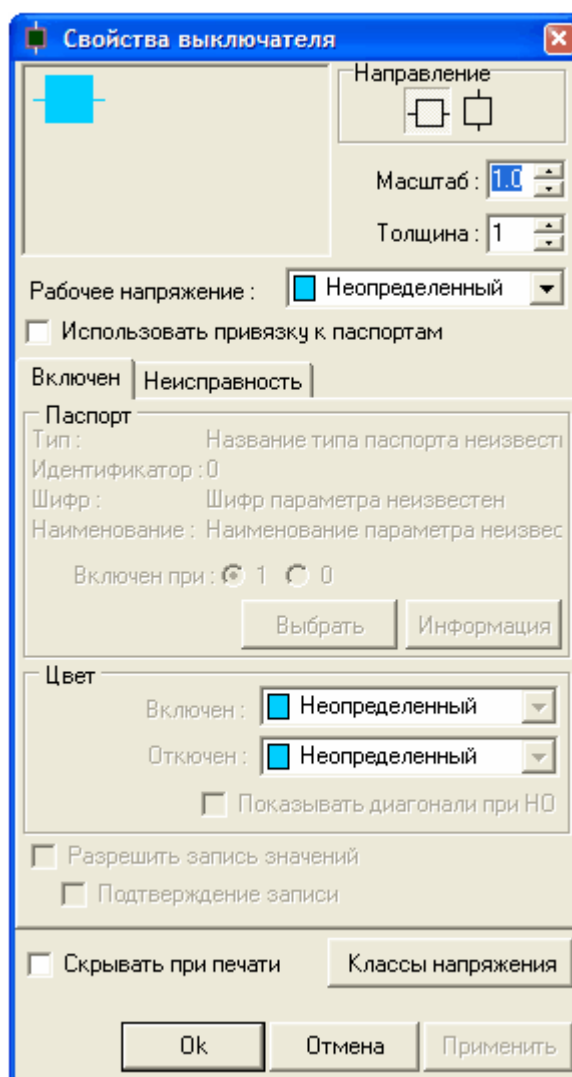 Свойства выключателя
Направление
Масштаб : 1.0
Толщина : 1
Рабочее напряжение : Неопределенный
Использовать привязку к паспортам
Включен Неисправность
Паспорт
Тип : Название типа паспорта неизвестн
Идентификатор : 0
Шифр : Шифр параметра неизвестен
Наименование : Наименование параметра неизвес
Включен при : 1 0
Выбрать Информация
Цвет
Включен : Неопределенный
Откючен : Неопределенный
Показывать диагонали при НО
Разрешить запись значений
Подтверждение записи
Скрывать при печати Классы напряжения
Ok Отмена Применить